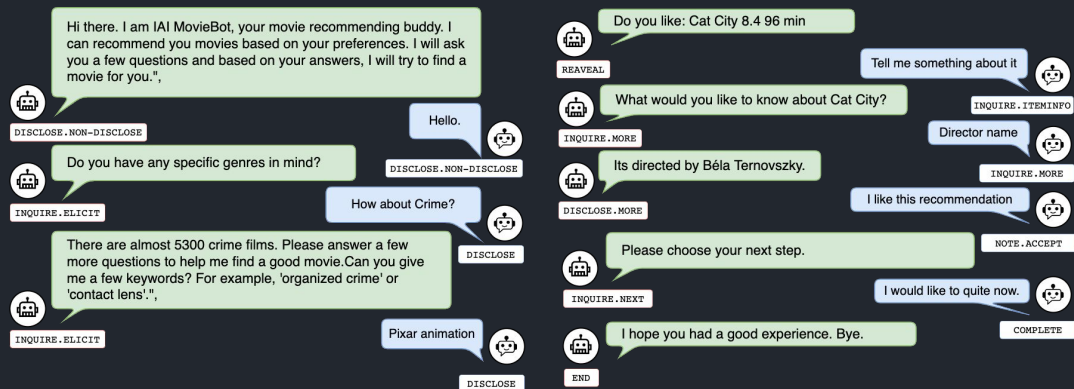 Hi there. I am IAI MovieBot, your movie recommending buddy. I
can recommend you movies based on your preferences. I will ask
you a few questions and based on your answers, I will try to find a
movie for you.",
DISCLOSE.NON-DISCLOSE
Hello.
DISCLOSE.NON-DISCLOSE
Do you have any specific genres in mind?
INQUIRE.ELICIT
How about Crime?
DISCLOSE
There are almost 5300 crime films. Please answer a few
more questions to help me find a good movie.Can you give
me a few keywords? For example, 'organized crime' or
'contact lens'.",
INQUIRE.ELICIT
Pixar animation
DISCLOSE
Do you like: Cat City 8.4 96 min
REAVEAL
Tell me something about it
INQUIRE.ITEMINFO
What would you like to know about Cat City?
INQUIRE.MORE
Director name
INQUIRE.MORE
Its directed by Béla Ternovszky.
DISCLOSE.MORE
I like this recommendation
NOTE.ACCEPT
Please choose your next step.
INQUIRE.NEXT
I would like to quite now.
COMPLETE
I hope you had a good experience. Bye.
END